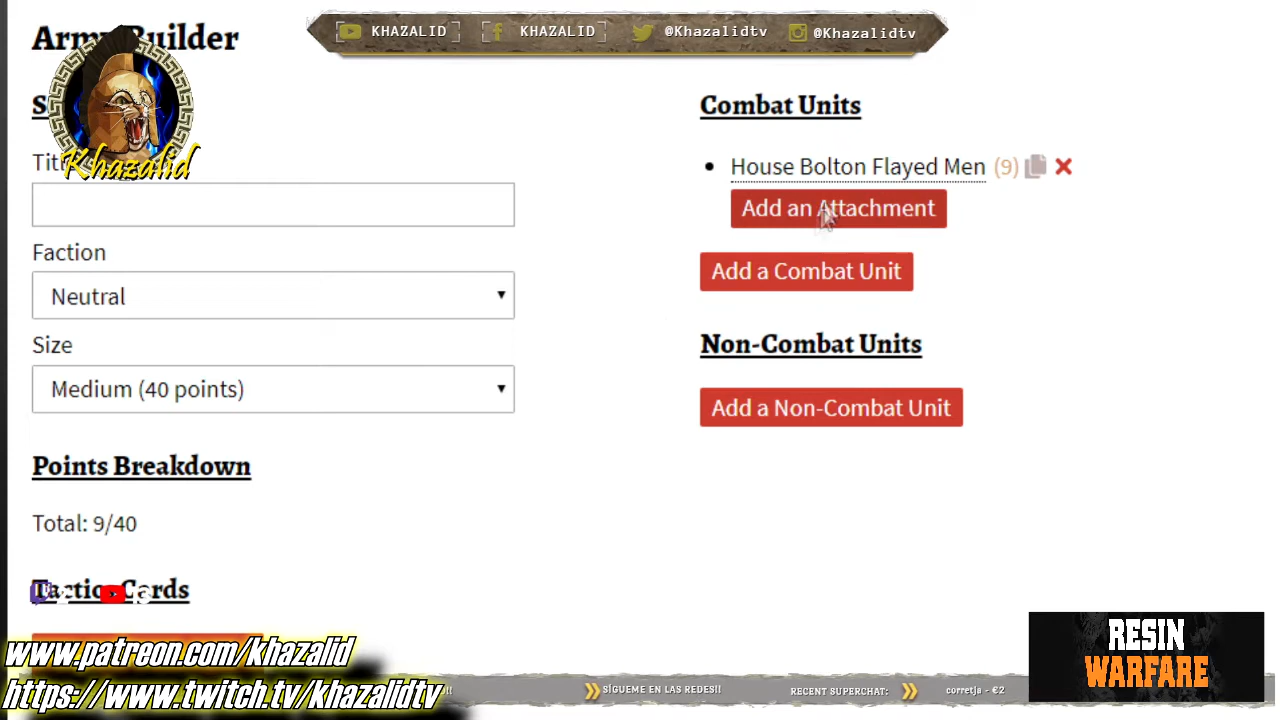 Army Builder
KHAZALID
KHAZALID
@Khazalidtv
@Khazalidtv
Khazalid
Title
Faction
Neutral
Size
Medium (40 points)
Points Breakdown
Total: 9/40
Tactics Cards
Combat Units
House Bolton Flayed Men (9)
Add an Attachment
Add a Combat Unit
Non-Combat Units
Add a Non-Combat Unit
www.patreon.com/khazalid
https://www.twitch.tv/khazalidtv
!!
SÍGUEME EN LAS REDES!!
RECENT SUPERCHAT:
corretja - €2
RESIN
WARFARE